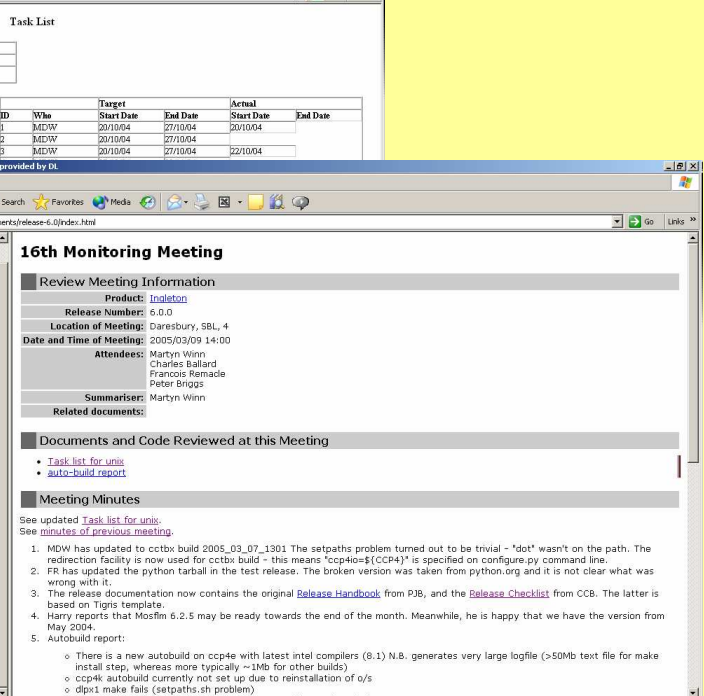 Task List
Target Actual
ID Who Start Date End Date Start Date End Date
1 MDW 20/10/04 27/10/04 20/10/04
2 MDW 20/10/04 27/10/04
3 MDW 20/10/04 27/10/04 22/10/04
provided by DL
Search Favorites Media
ents/release-6.0/index.html Go Links »
16th Monitoring Meeting
Review Meeting Information
Product: Ingleton
Release Number: 6.0.0
Location of Meeting: Daresbury, SBL, 4
Date and Time of Meeting: 2005/03/09 14:00
Attendees: Martyn Winn
Charles Ballard
Francois Remacle
Peter Briggs
Summariser: Martyn Winn
Related documents:
Documents and Code Reviewed at this Meeting
• Task list for unix
• auto-build report
Meeting Minutes
See updated Task list for unix.
See minutes of previous meeting.
1. MDW has updated to cctbx build 2005_03_07_1301 The setpaths problem turned out to be trivial - "dot" wasn't on the path. The
redirection facility is now used for cctbx build - this means "ccp4io=${CCP4}" is specified on configure.py command line.
2. FR has updated the python tarball in the test release. The broken version was taken from python.org and it is not clear what was
wrong with it.
3. The release documentation now contains the original Release Handbook from PJB, and the Release Checklist from CCB. The latter is
based on Tigris template.
4. Harry reports that Mosflm 6.2.5 may be ready towards the end of the month. Meanwhile, he is happy that we have the version from
May 2004.
5. Autobuild report:
o There is a new autobuild on ccp4e with latest intel compilers (8.1) N.B. generates very large logfile (>50Mb text file for make
install step, whereas more typically ~1Mb for other builds)
o ccp4k autobuild currently not set up due to reinstallation of o/s
o dlpx1 make fails (setpaths.sh problem)